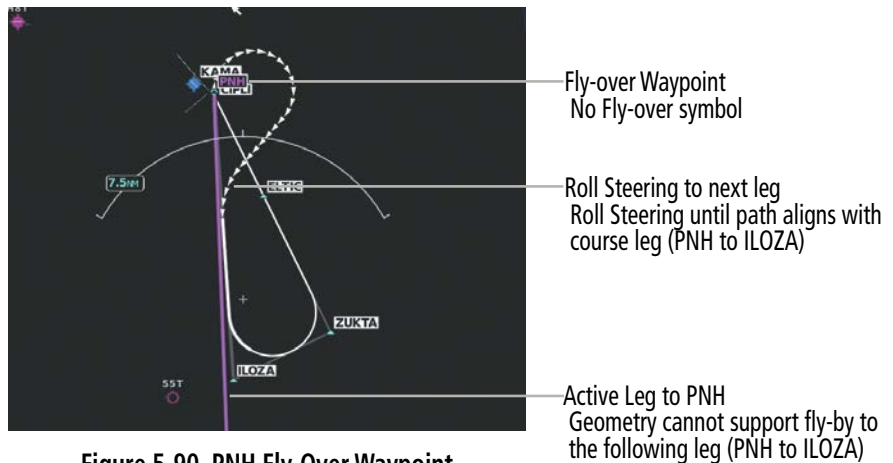 KAMA
PNH
Fly-over Waypoint
No Fly-over symbol
7.5NM
ELTIC
Roll Steering to next leg
Roll Steering until path aligns with
course leg (PNH to ILOZA)
ZUKTA
ILOZA
S5T
Active Leg to PNH
Geometry cannot support fly-by to
the following leg (PNH to ILOZA)
Figure 5-90 PNH Fly-Over Waypoint